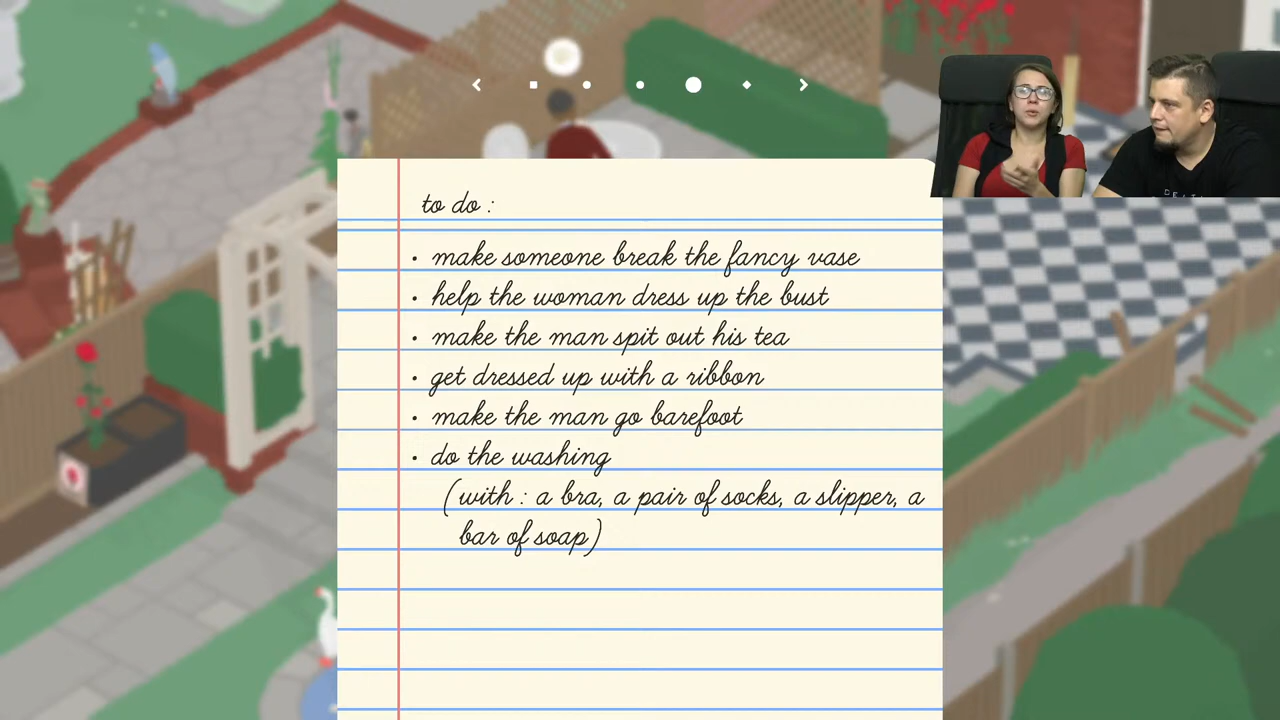 to do :
• make someone break the fancy vase
• help the woman dress up the bust
• make the man spit out his tea
• get dressed up with a ribbon
• make the man go barefoot
• do the washing
(with : a bra, a pair of socks, a slipper, a
bar of soap)